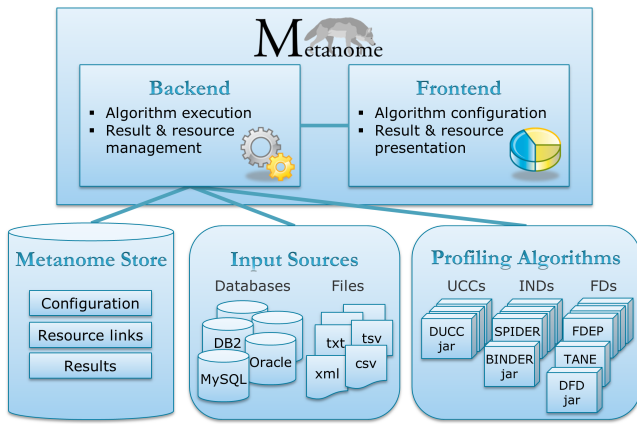 Metanome
Backend
▪ Algorithm execution
▪ Result & resource
management
Frontend
▪ Algorithm configuration
▪ Result & resource
presentation
Metanome Store
Configuration
Resource links
Results
Input Sources
Databases
Files
DB2
Oracle
MySQL
txt
tsv
xml
csv
Profiling Algorithms
UCCs
INDs
FDs
DUCC
jar
SPIDER
BINDER
jar
FDEP
TANE
DFD
jar